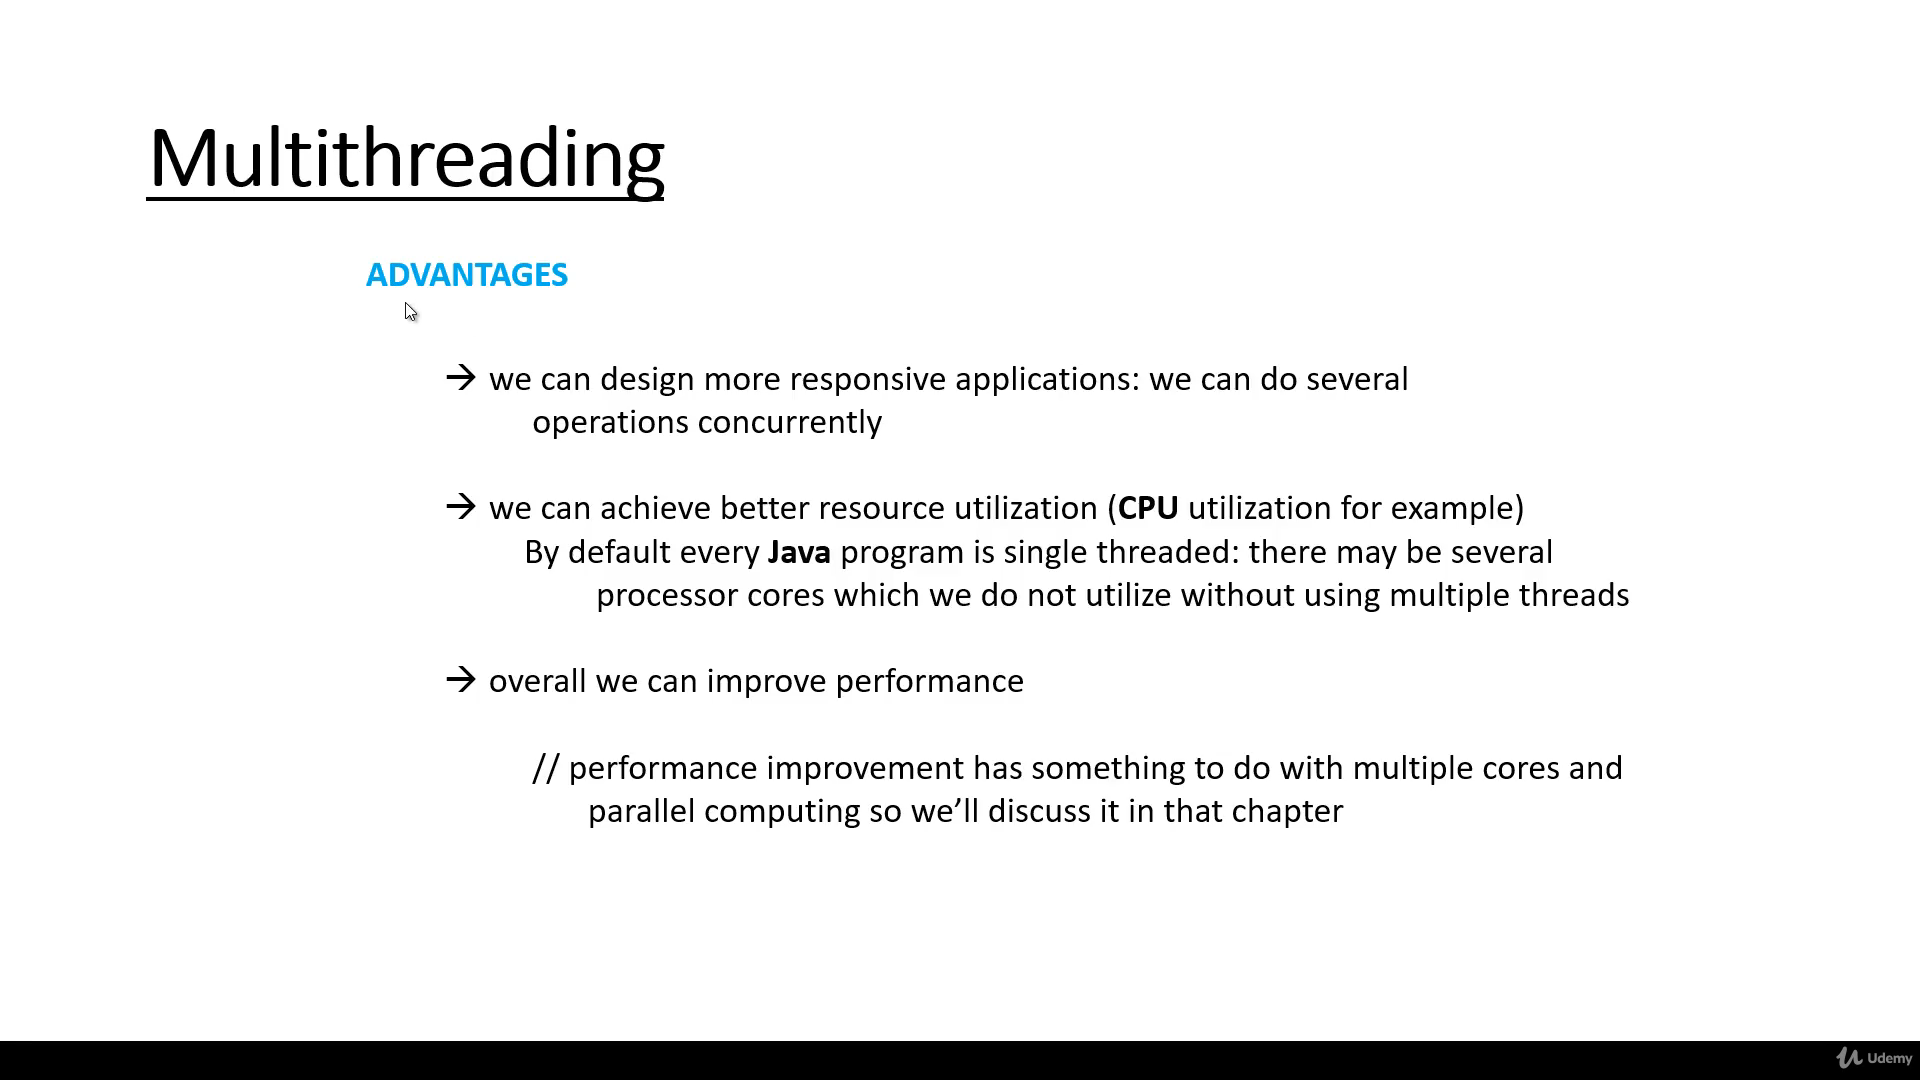 Multithreading
ADVANTAGES
→ we can design more responsive applications: we can do several
operations concurrently
→ we can achieve better resource utilization (CPU utilization for example)
By default every Java program is single threaded: there may be several
processor cores which we do not utilize without using multiple threads
→ overall we can improve performance
// performance improvement has something to do with multiple cores and
parallel computing so we’ll discuss it in that chapter
Udemy